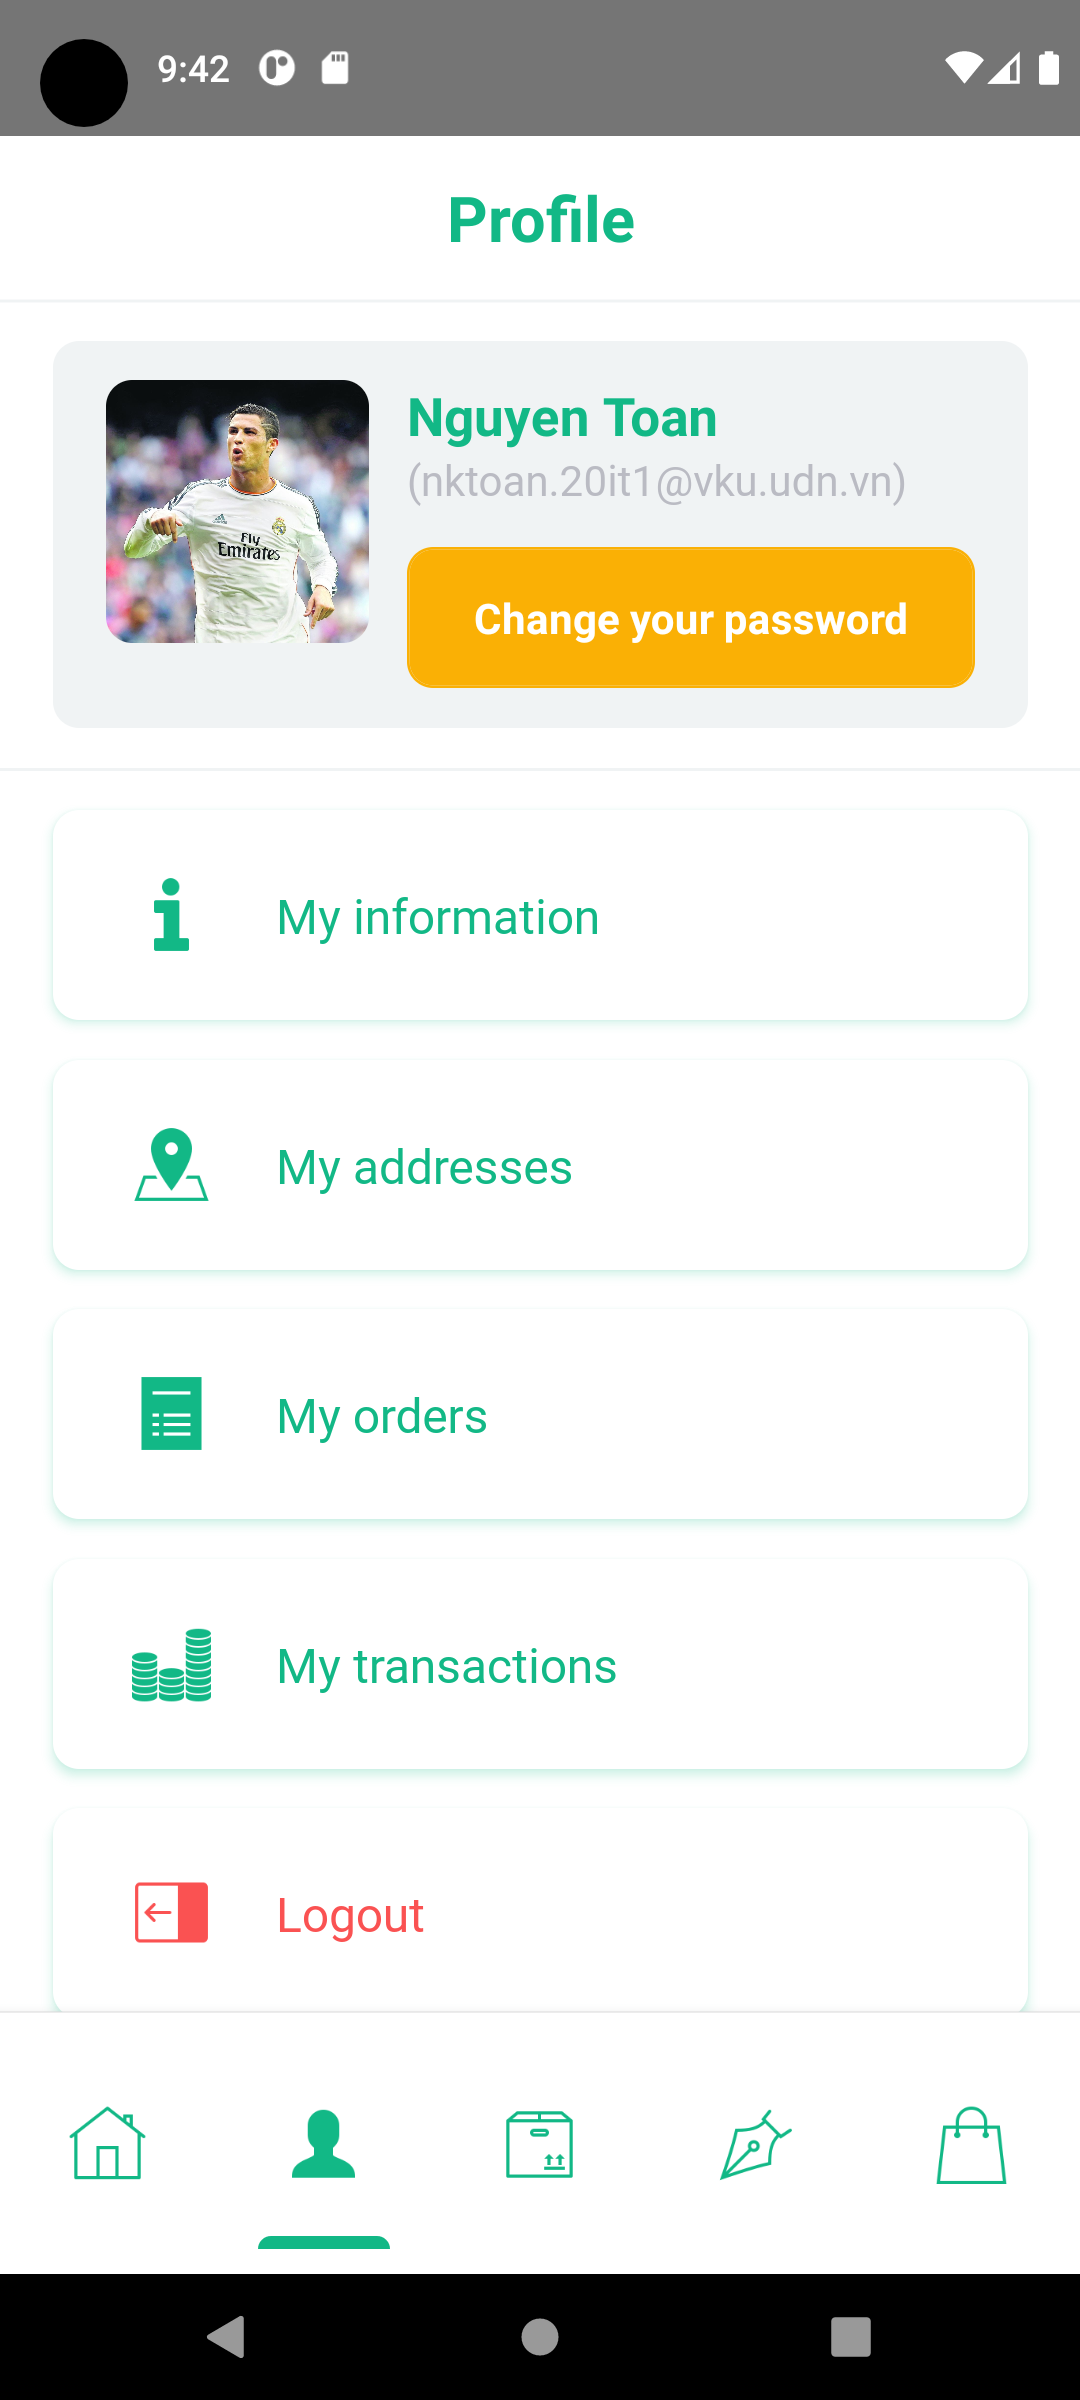 9:42
Profile
Nguyen Toan
(nktoan.20it1@vku.udn.vn)
Fly
Emirates
Change your password
My information
My addresses
My orders
My transactions
Logout